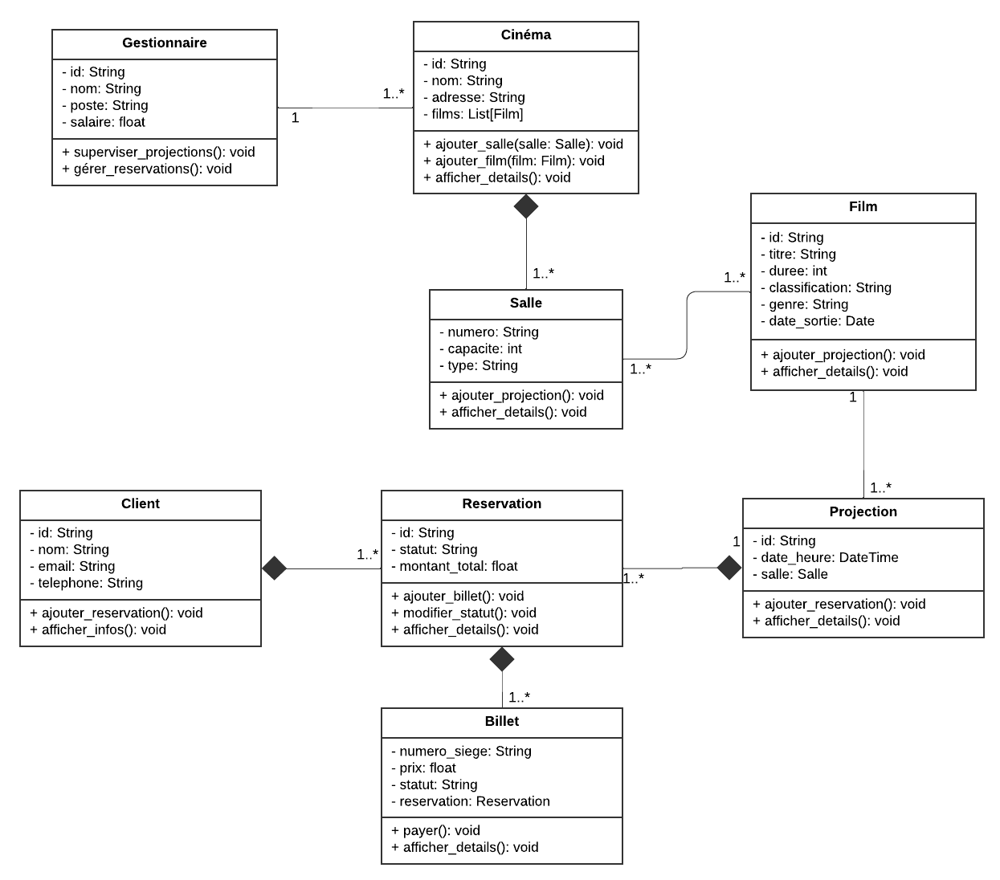 Gestionnaire
- id: String
- nom: String
- poste: String
- salaire: float
+ superviser_projections(): void
+ gérer_reservations(): void
1
1..*
Cinéma
- id: String
- nom: String
- adresse: String
- films: List[Film]
+ ajouter_salle(salle: Salle): void
+ ajouter_film(film: Film): void
+ afficher_details(): void
1..*
Salle
- numero: String
- capacite: int
- type: String
+ ajouter_projection(): void
+ afficher_details(): void
1..*
1..*
Film
- id: String
- titre: String
- duree: int
- classification: String
- genre: String
- date_sortie: Date
+ ajouter_projection(): void
+ afficher_details(): void
1
1..*
Client
- id: String
- nom: String
- email: String
- telephone: String
+ ajouter_reservation(): void
+ afficher_infos(): void
1..*
Reservation
- id: String
- statut: String
- montant_total: float
+ ajouter_billet(): void
+ modifier_statut(): void
+ afficher_details(): void
1..*
1
Projection
- id: String
- date_heure: DateTime
- salle: Salle
+ ajouter_reservation(): void
+ afficher_details(): void
1..*
Billet
- numero_siege: String
- prix: float
- statut: String
- reservation: Reservation
+ payer(): void
+ afficher_details(): void